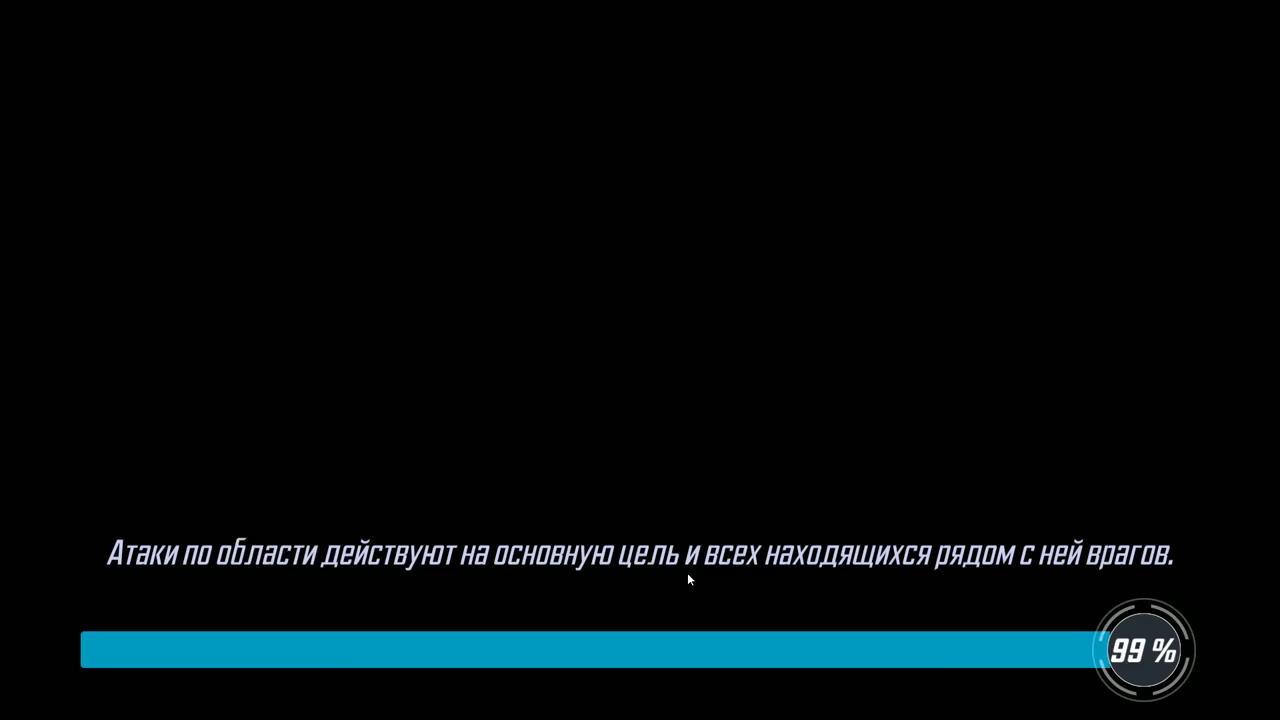 Атаки по области действуют на основную цель и всех находящихся рядом с ней врагов.
99 %